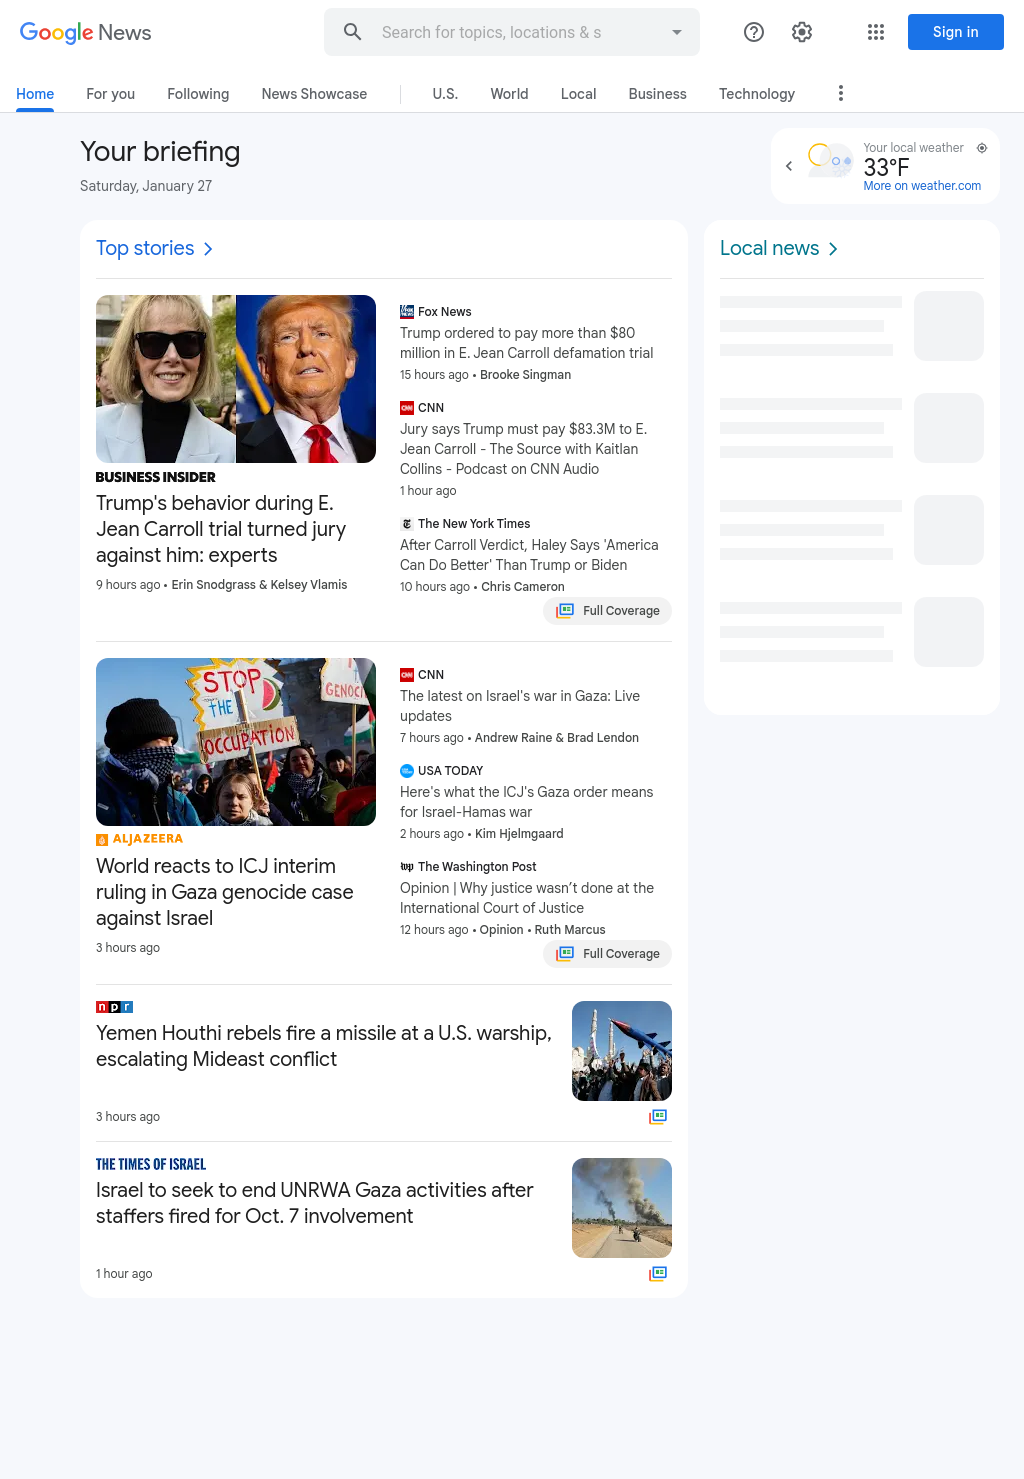 Google News
Search for topics, locations & s
Sign in
Home
For you
Following
News Showcase
U.S.
World
Local
Business
Technology
Your briefing
Saturday, January 27
Your local weather
33°F
More on weather.com
Top stories
BUSINESS INSIDER
Trump's behavior during E.
Jean Carroll trial turned jury
against him: experts
9 hours ago • Erin Snodgrass & Kelsey Vlamis
Fox News
Trump ordered to pay more than $80
million in E. Jean Carroll defamation trial
15 hours ago • Brooke Singman
CNN
Jury says Trump must pay $83.3M to E.
Jean Carroll - The Source with Kaitlan
Collins - Podcast on CNN Audio
1 hour ago
The New York Times
After Carroll Verdict, Haley Says 'America
Can Do Better' Than Trump or Biden
10 hours ago • Chris Cameron
Full Coverage
STOP
THE
OCCUPATION
GENOCI
ALJAZEERA
World reacts to ICJ interim
ruling in Gaza genocide case
against Israel
3 hours ago
CNN
The latest on Israel's war in Gaza: Live
updates
7 hours ago • Andrew Raine & Brad Lendon
USA TODAY
Here's what the ICJ's Gaza order means
for Israel-Hamas war
2 hours ago • Kim Hjelmgaard
wp The Washington Post
Opinion | Why justice wasn’t done at the
International Court of Justice
12 hours ago • Opinion • Ruth Marcus
Full Coverage
npr
Yemen Houthi rebels fire a missile at a U.S. warship,
escalating Mideast conflict
3 hours ago
THE TIMES OF ISRAEL
Israel to seek to end UNRWA Gaza activities after
staffers fired for Oct. 7 involvement
1 hour ago
Local news